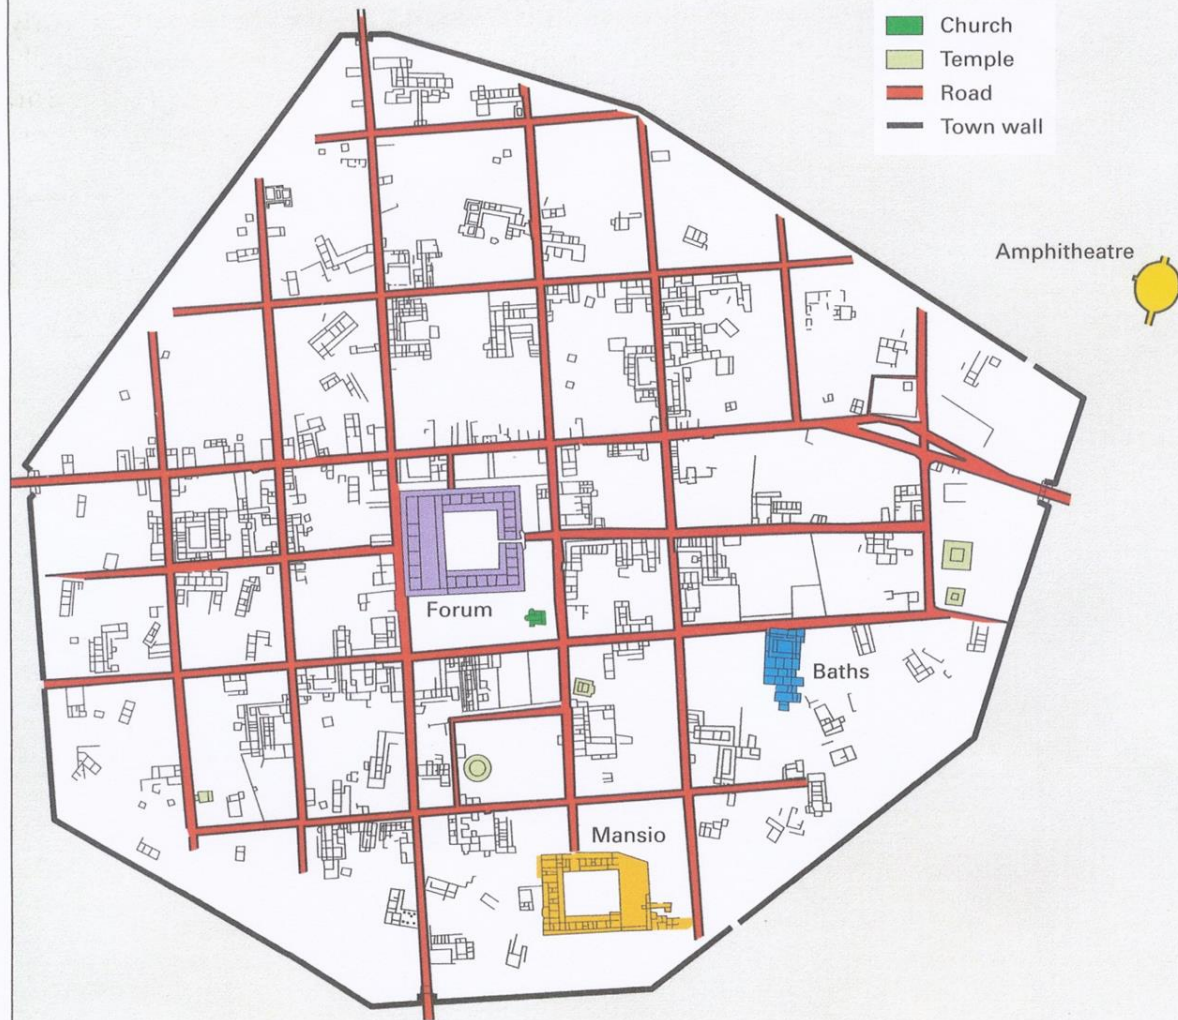 Church
Temple
Road
Town wall
Amphitheatre
Forum
Baths
Mansio